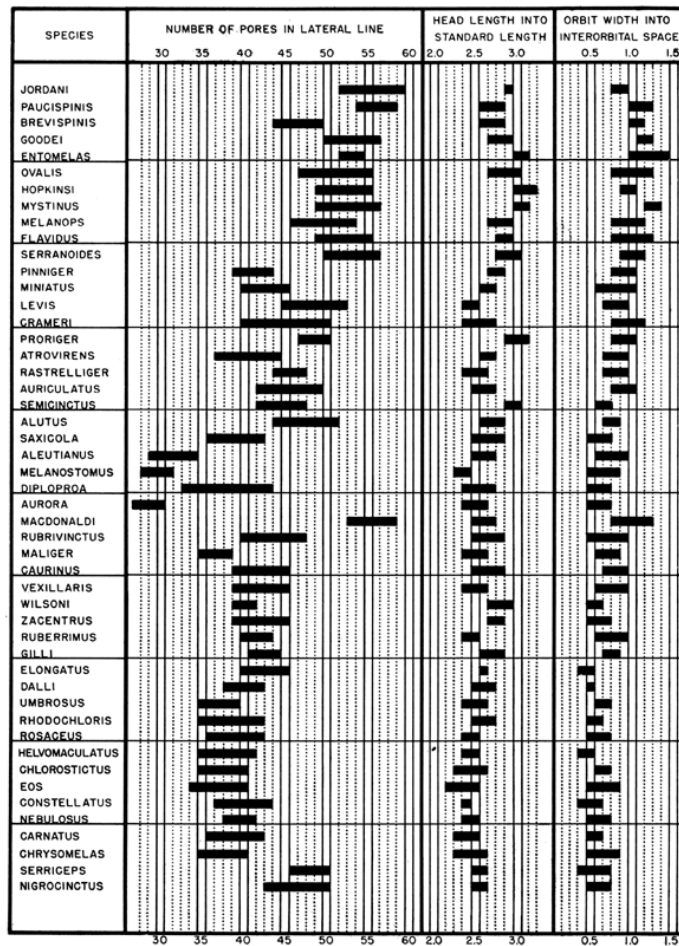 SPECIES
NUMBER OF PORES IN LATERAL LINE
HEAD LENGTH INTO
STANDARD LENGTH
ORBIT WIDTH INTO
INTERORBITAL SPACE
30 35 40 45 50 55 60 2.0 2.5 3.0 0.5 1.0 1.5
JORDANI
PAUCISPINIS
BREVISPINIS
GOODEI
ENTOMELAS
OVALIS
HOPKINSI
MYSTINUS
MELANOPS
FLAVIDUS
SERRANOIDES
PINNIGER
MINIATUS
LEVIS
CRAMERI
PRORIGER
ATROVIRENS
RASTRELLIGER
AURICULATUS
SEMICINCTUS
ALUTUS
SAXICOLA
ALEUTIANUS
MELANOSTOMUS
DIPLOPROA
AURORA
MACDONALDI
RUBRIVINCTUS
MALIGER
CAURINUS
VEXILLARIS
WILSONI
ZACENTRUS
RUBERRIMUS
GILLI
ELONGATUS
DALLI
UMBROSUS
RHODOCHLORIS
ROSACEUS
HELVOMACULATUS
CHLOROSTICTUS
EOS
CONSTELLATUS
NEBULOSUS
CARNATUS
CHRYSOMELAS
SERRICEPS
NIGROCINCTUS
30 35 40 45 50 55 60 2.0 2.5 3.0 0.5 1.0 1.5